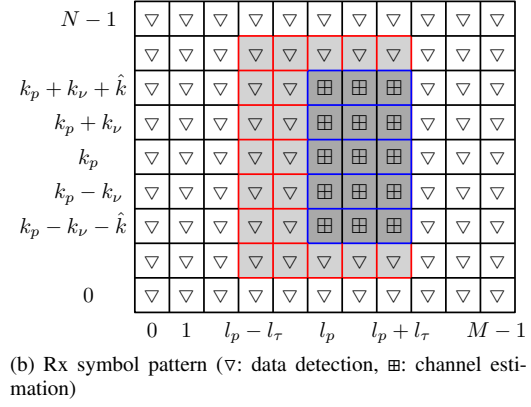 N − 1
k_p + k_ν + k̂
k_p + k_ν
k_p
k_p − k_ν
k_p − k_ν − k̂
0
0 1 l_p − l_τ l_p l_p + l_τ M − 1
(b) Rx symbol pattern (▽: data detection, ⊞: channel esti-
mation)